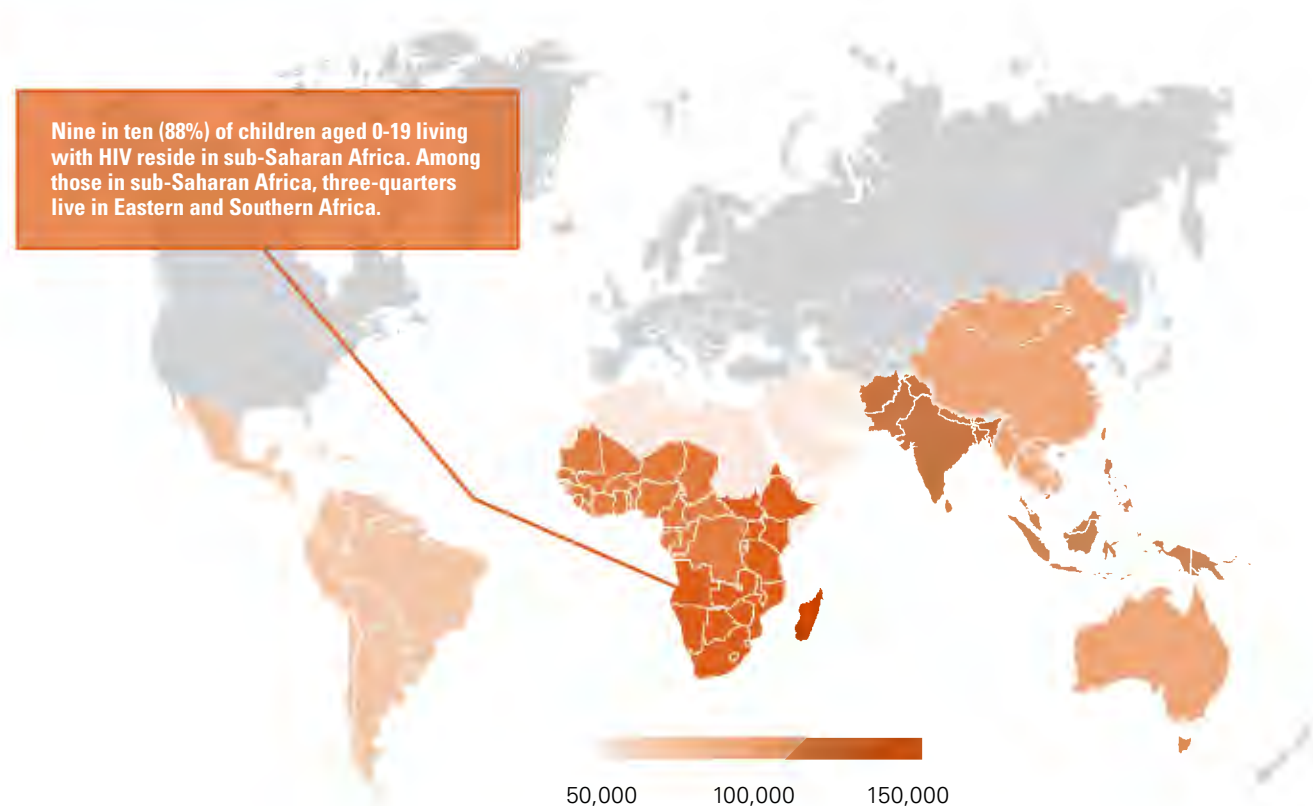 Nine in ten (88%) of children aged 0-19 living
with HIV reside in sub-Saharan Africa. Among
those in sub-Saharan Africa, three-quarters
live in Eastern and Southern Africa.
50,000 100,000 150,000